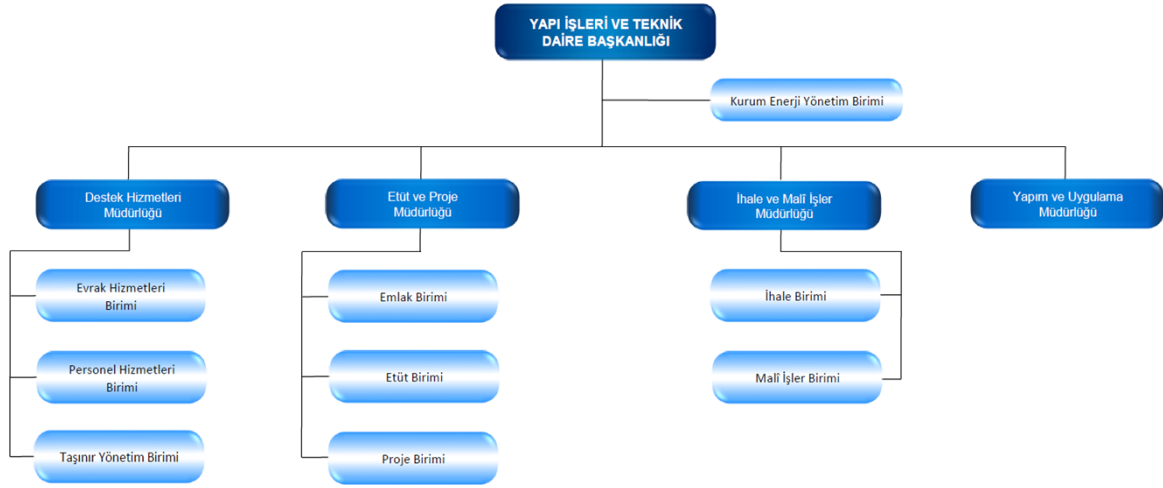 YAPI İŞLERİ VE TEKNİK
DAİRE BAŞKANLIĞI
Kurum Enerji Yönetim Birimi
Destek Hizmetleri
Müdürlüğü
Etüt ve Proje
Müdürlüğü
İhale ve Malî İşler
Müdürlüğü
Yapım ve Uygulama
Müdürlüğü
Evrak Hizmetleri
Birimi
Emlak Birimi
İhale Birimi
Personel Hizmetleri
Birimi
Etüt Birimi
Malî İşler Birimi
Taşınır Yönetim Birimi
Proje Birimi